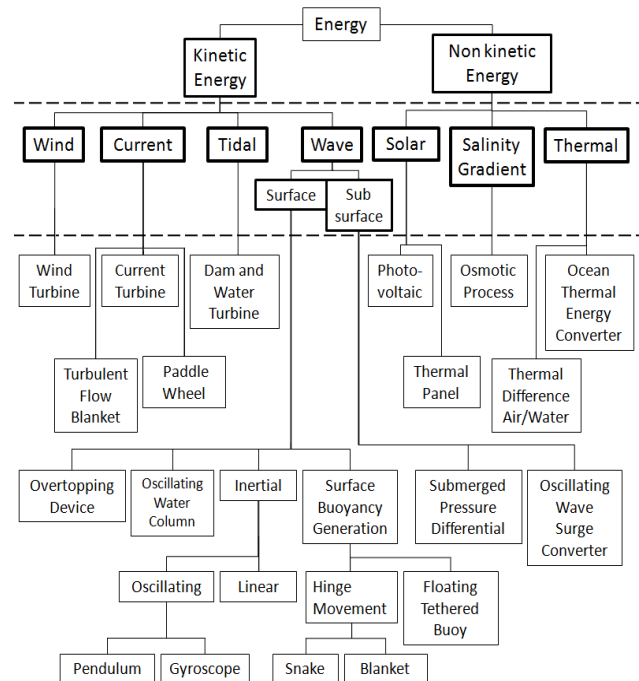 Energy
Kinetic
Energy
Non kinetic
Energy
Wind
Current
Tidal
Wave
Solar
Salinity
Gradient
Thermal
Surface
Sub
surface
Wind
Turbine
Current
Turbine
Dam and
Water
Turbine
Photo-
voltaic
Osmotic
Process
Ocean
Thermal
Energy
Converter
Turbulent
Flow
Blanket
Paddle
Wheel
Thermal
Panel
Thermal
Difference
Air/Water
Overtopping
Device
Oscillating
Water
Column
Inertial
Surface
Buoyancy
Generation
Submerged
Pressure
Differential
Oscillating
Wave
Surge
Converter
Oscillating
Linear
Hinge
Movement
Floating
Tethered
Buoy
Pendulum
Gyroscope
Snake
Blanket